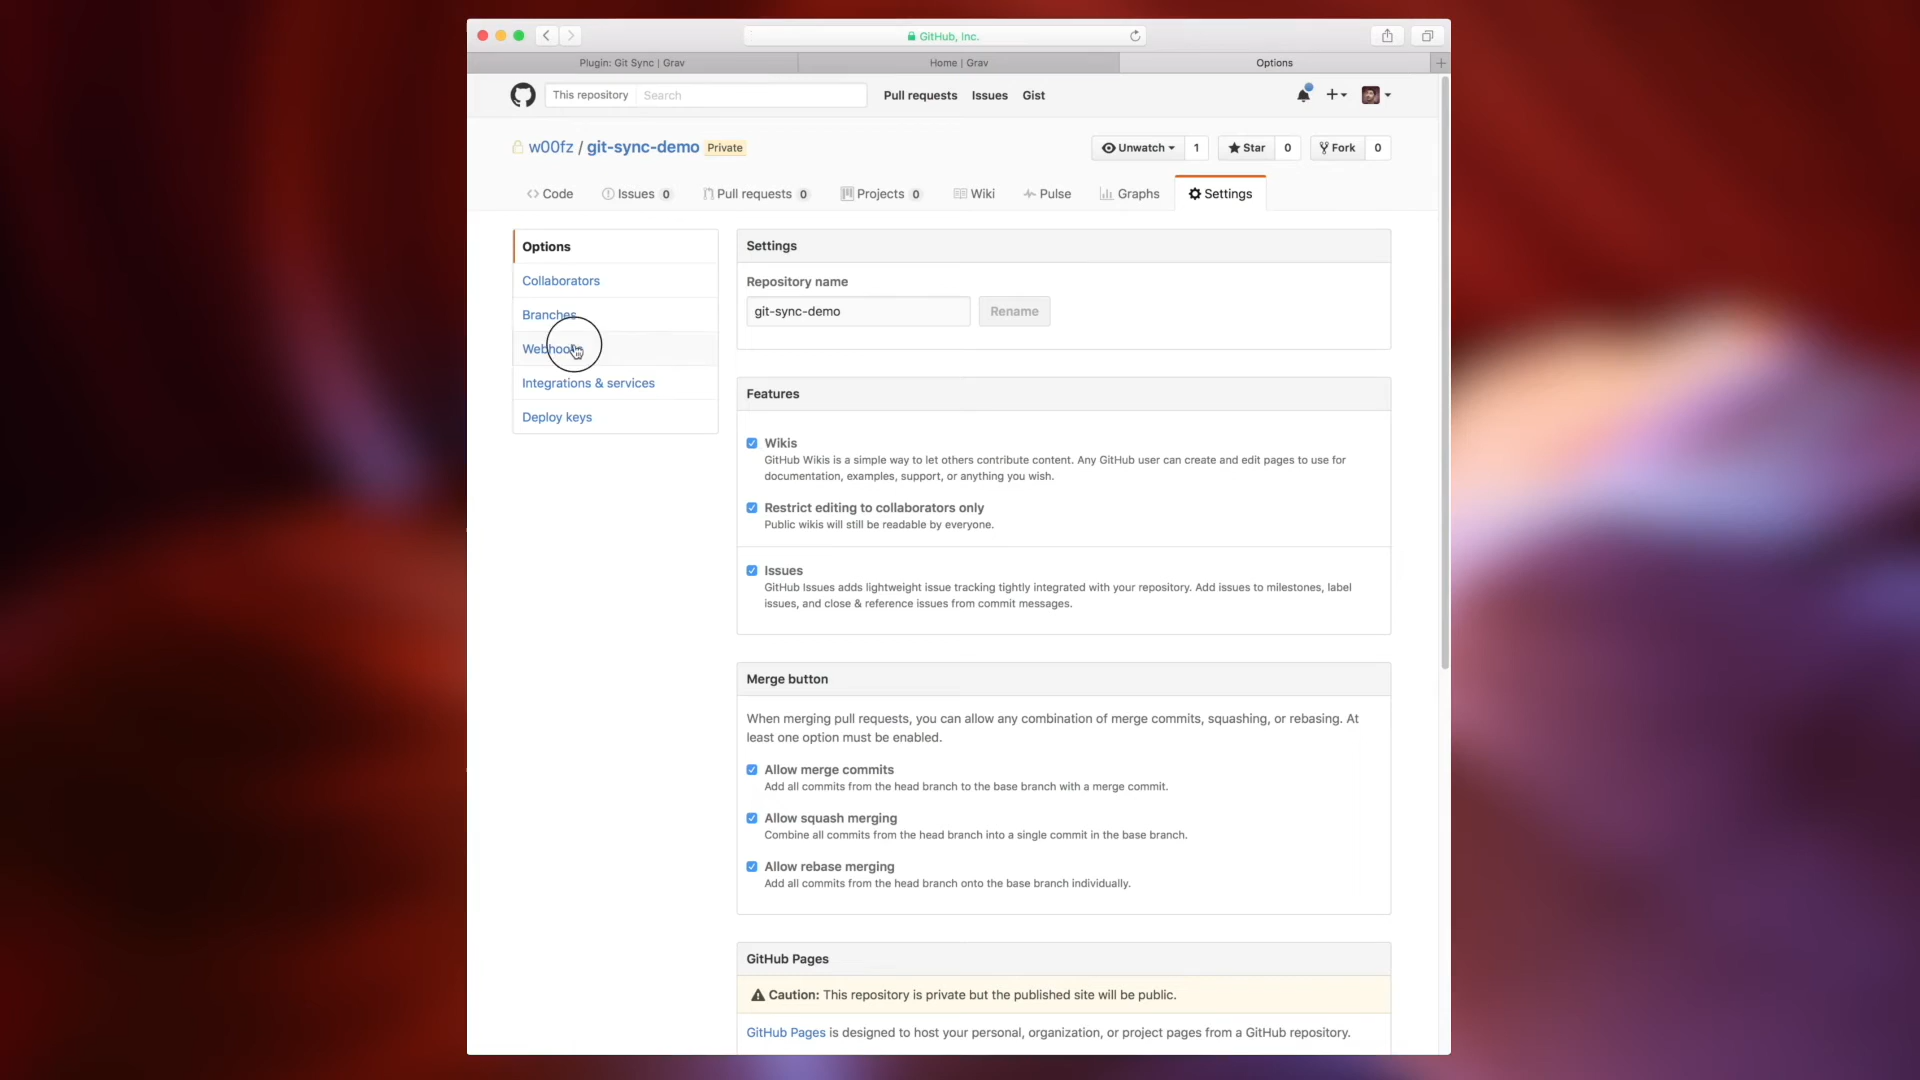 GitHub, Inc.
Plugin: Git Sync | Grav
Home | Grav
Options
This repository
Search
Pull requests
Issues
Gist
w00fz / git-sync-demo Private
Unwatch 1
Star 0
Fork 0
Code
Issues 0
Pull requests 0
Projects 0
Wiki
Pulse
Graphs
Settings
Options
Collaborators
Branches
Webhooks
Integrations & services
Deploy keys
Settings
Repository name
git-sync-demo
Rename
Features
Wikis
GitHub Wikis is a simple way to let others contribute content. Any GitHub user can create and edit pages to use for
documentation, examples, support, or anything you wish.
Restrict editing to collaborators only
Public wikis will still be readable by everyone.
Issues
GitHub Issues adds lightweight issue tracking tightly integrated with your repository. Add issues to milestones, label
issues, and close & reference issues from commit messages.
Merge button
When merging pull requests, you can allow any combination of merge commits, squashing, or rebasing. At
least one option must be enabled.
Allow merge commits
Add all commits from the head branch to the base branch with a merge commit.
Allow squash merging
Combine all commits from the head branch into a single commit in the base branch.
Allow rebase merging
Add all commits from the head branch onto the base branch individually.
GitHub Pages
Caution: This repository is private but the published site will be public.
GitHub Pages is designed to host your personal, organization, or project pages from a GitHub repository.